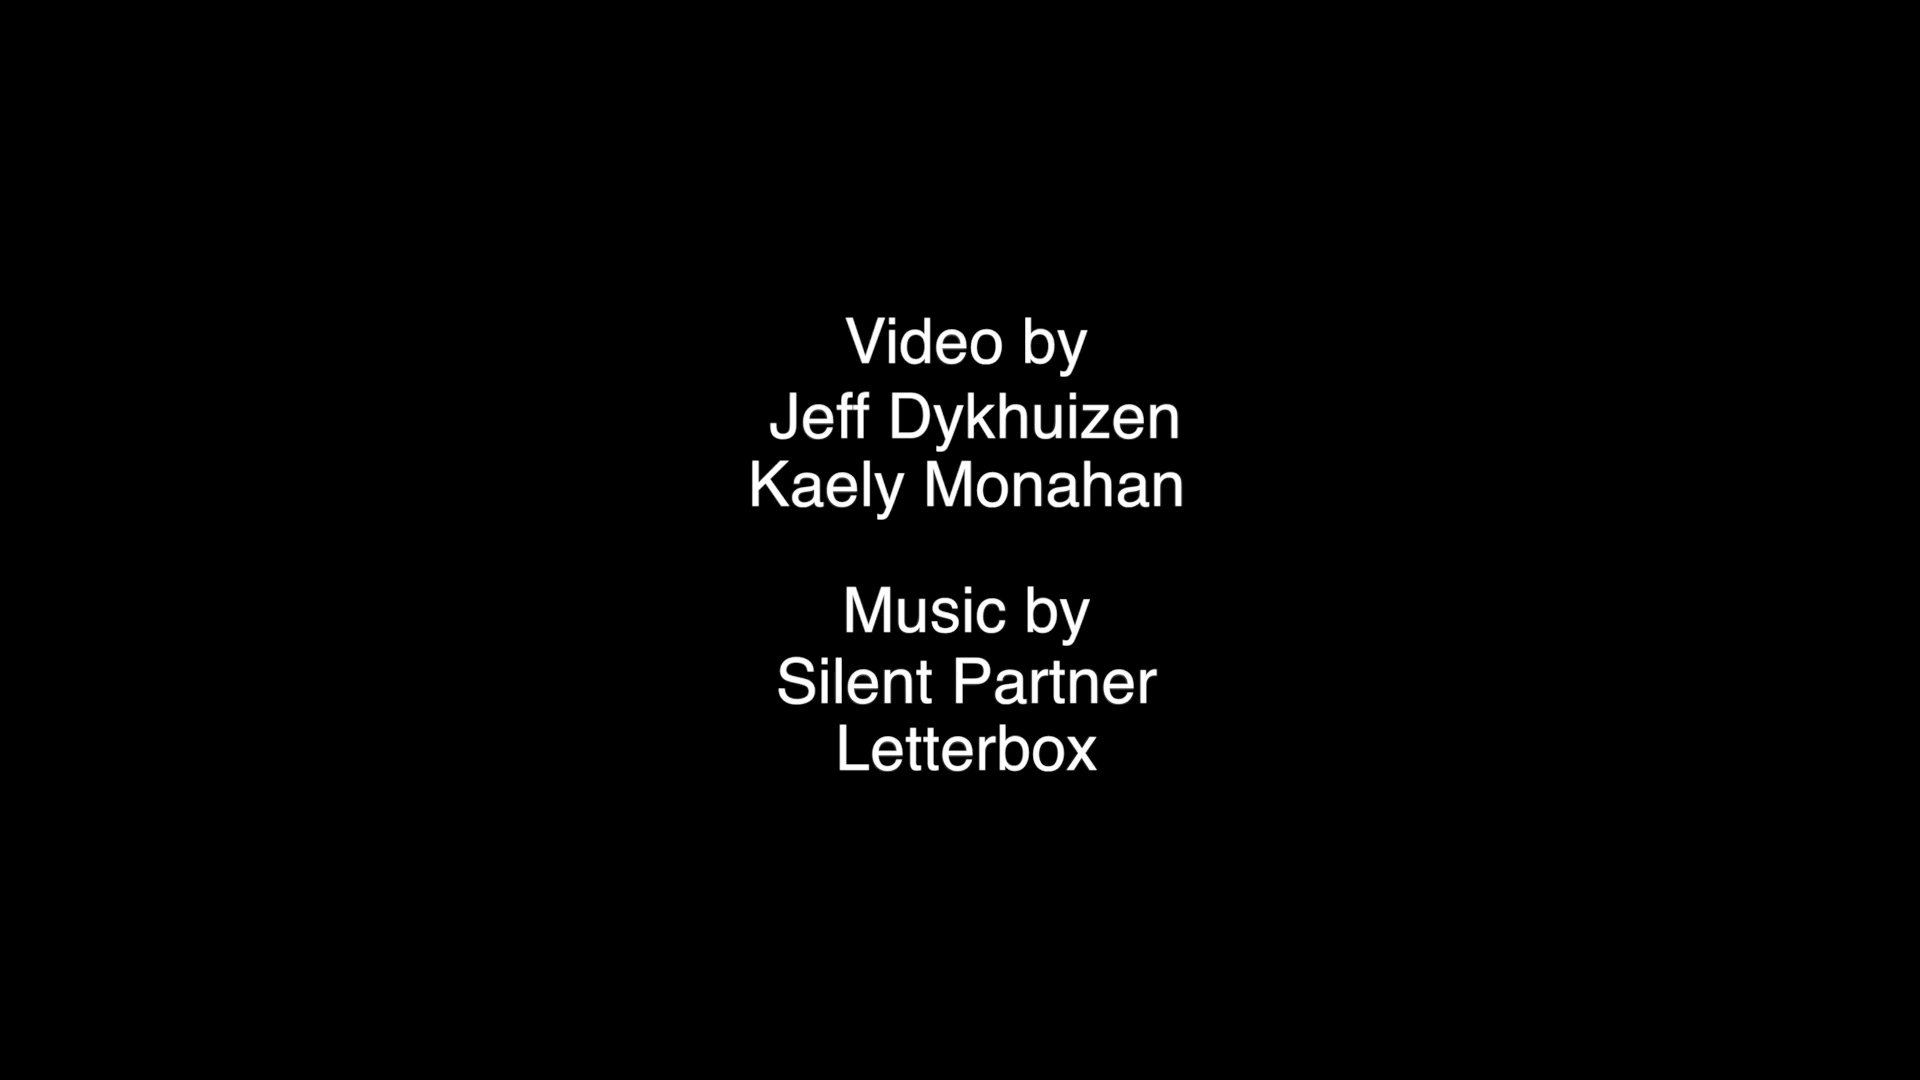 Video by
Jeff Dykhuizen
Kaely Monahan
Music by
Silent Partner
Letterbox